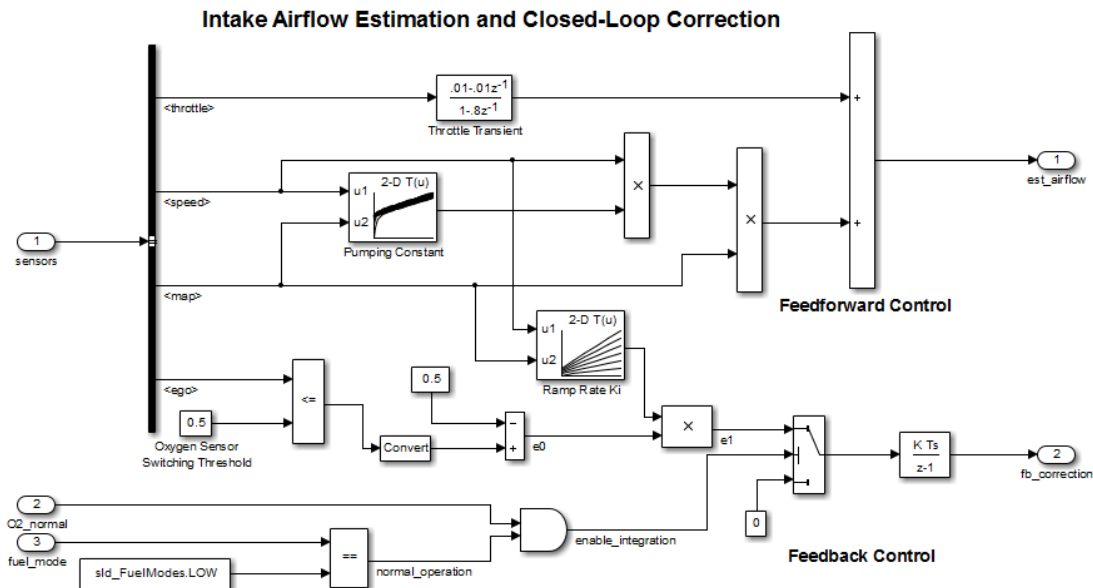 Intake Airflow Estimation and Closed-Loop Correction
<throttle>
.01-.01z-1
1-.8z-1
Throttle Transient
+
1
est_airflow
<speed>
2-D T(u)
u1
u2
Pumping Constant
×
×
+
1
sensors
<map>
Feedforward Control
2-D T(u)
u1
u2
Ramp Rate Ki
<ego>
<=
0.5
Oxygen Sensor
Switching Threshold
0.5
Convert
−
+
e0
×
e1
K Ts
z-1
2
fb_correction
2
O2_normal
3
fuel_mode
sld_FuelModes.LOW
==
normal_operation
enable_integration
0
Feedback Control